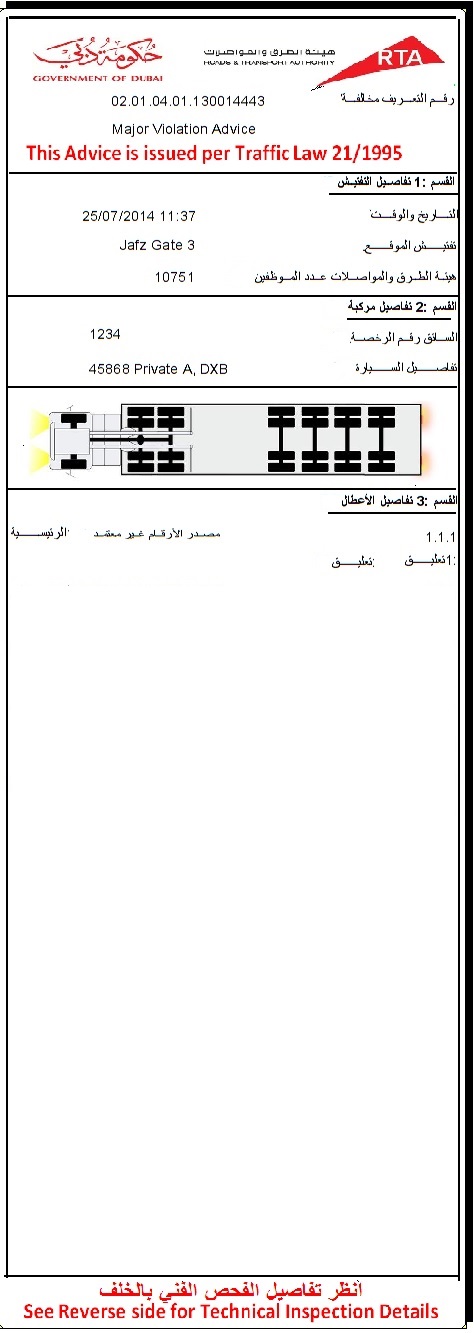 حكومة دبي
GOVERNMENT OF DUBAI
هيئة الطرق والمواصلات
ROADS & TRANSPORT AUTHORITY
RTA
رقم التعريف مخالفة
02.01.04.01.130014443
Major Violation Advice
This Advice is issued per Traffic Law 21/1995
القسم :1 تفاصيل التفتيش
التاريخ والوقت: 25/07/2014 11:37
تفتيش الموقع: Jafz Gate 3
هيئة الطرق والمواصلات عدد الموظفين 10751
القسم :2 تفاصيل مركبة
السائق رقم الرخصة: 1234
تفاصيل السيارة 45868 Private A, DXB
القسم :3 تفاصيل الأعطال
1.1.1 مصدر الأرقام غير معتمد الرئيسية:
1:تعليق تعليق:
أنظر تفاصيل الفحص الفني بالخلف
See Reverse side for Technical Inspection Details